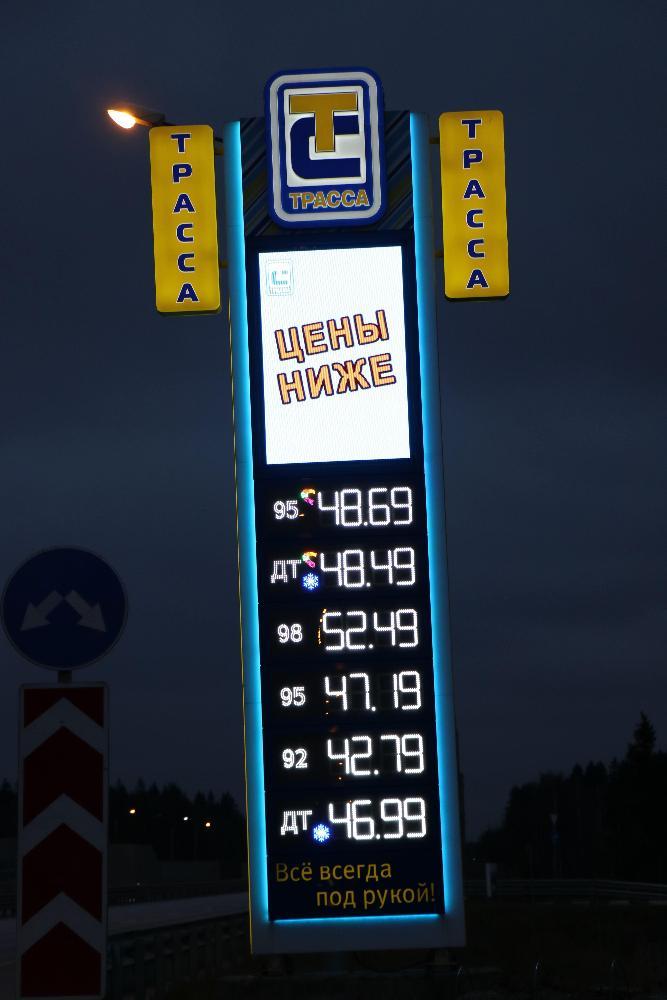 ТРАССА
ТС
ТРАССА
ТРАССА
ЦЕНЫ
НИЖЕ
95 48.69
ДТ 48.49
98 52.49
95 47.19
92 42.79
ДТ 46.99
Всё всегда
под рукой!